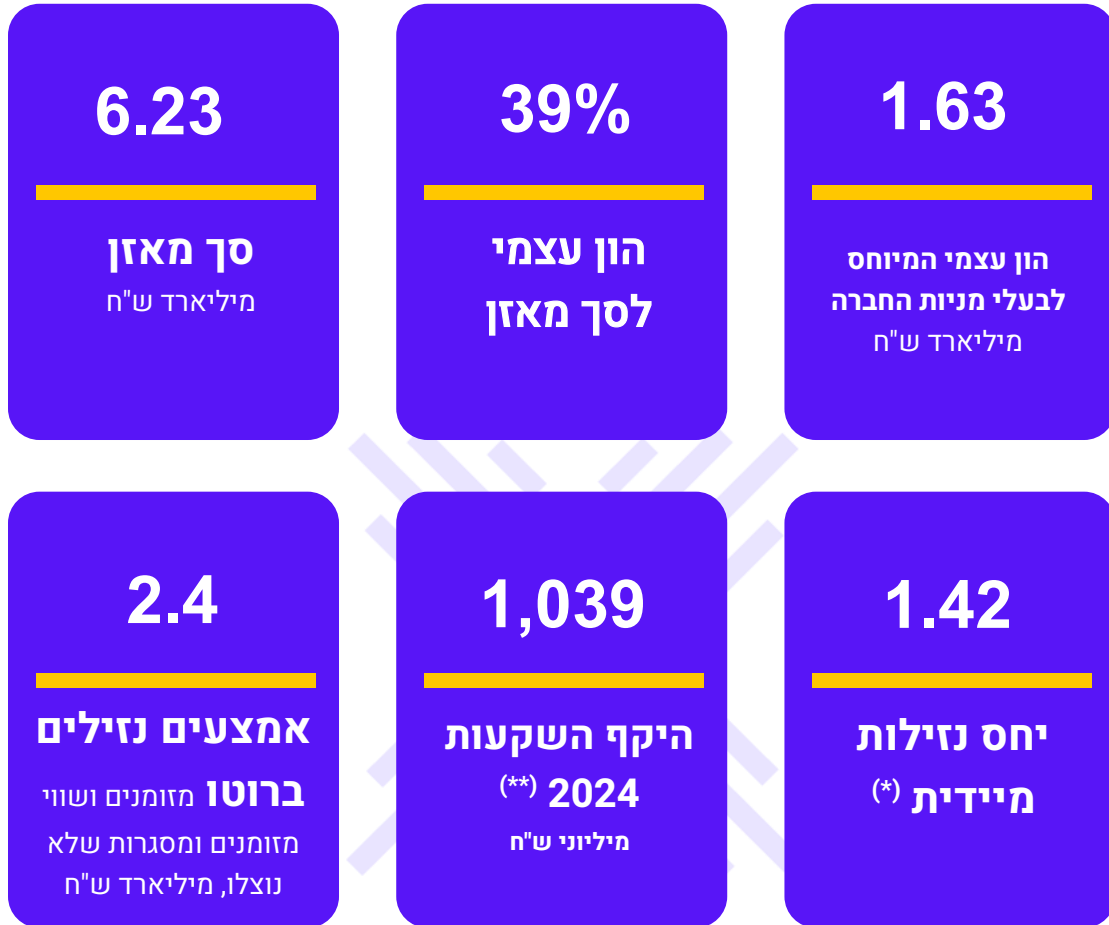 1.63
הון עצמי המיוחס
לבעלי מניות החברה
מיליארד ש"ח
39%
הון עצמי
לסך מאזן
6.23
סך מאזן
מיליארד ש"ח
1.42
יחס נזילות
מיידית (*)
1,039
היקף השקעות
2024 (**)
מיליוני ש"ח
2.4
אמצעים נזילים
ברוטו מזומנים ושווי
מזומנים ומסגרות שלא
נוצלו, מיליארד ש"ח